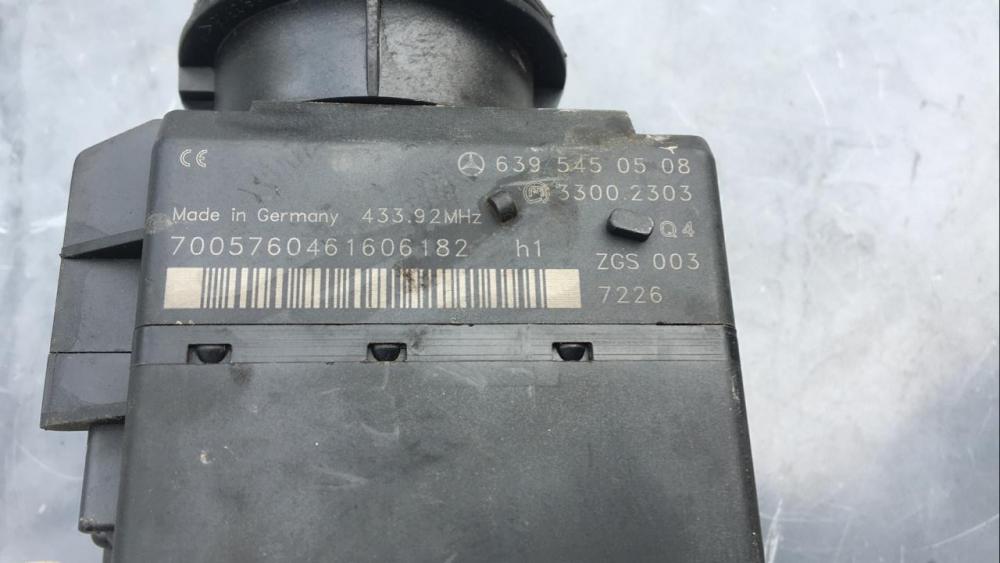 CE 639 545 05 08
3300.2303
Made in Germany 433.92MHz
Q4
7005760461606182 h1
ZGS 003
7226